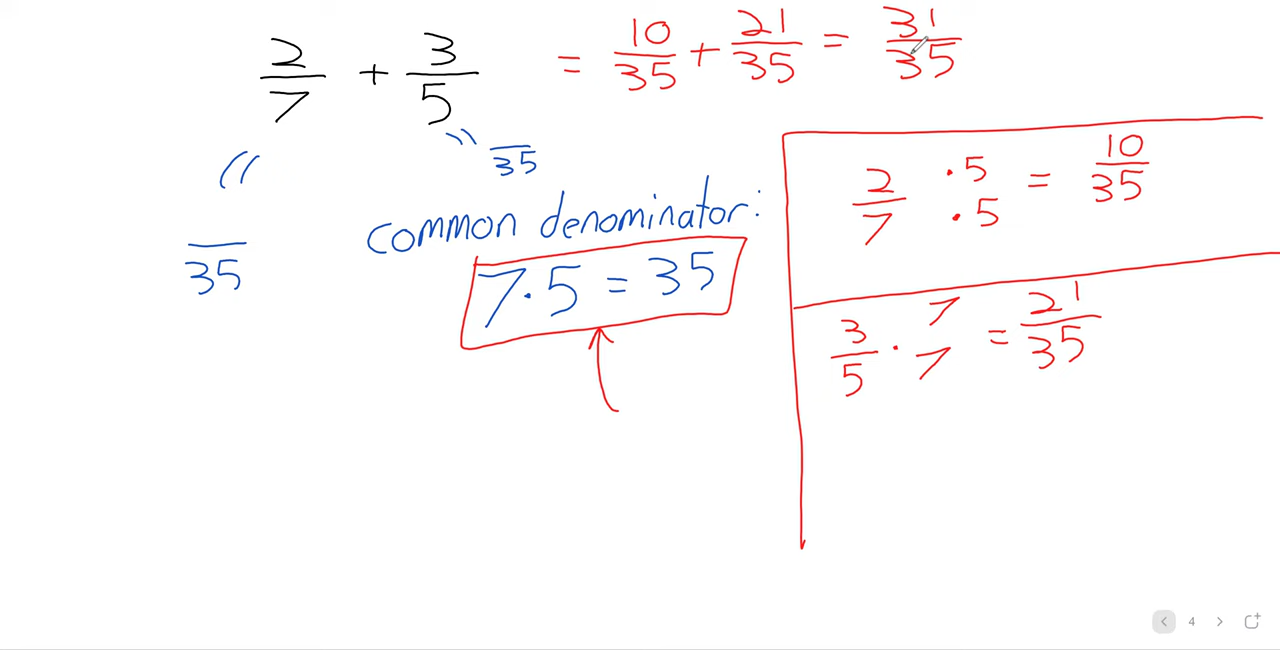 2/7 + 3/5 = 10/35 + 21/35 = 31/35
" "
/35 /35
common denominator:
7·5 = 35
2/7 ·5/·5 = 10/35
3/5 · 7/7 = 21/35
4